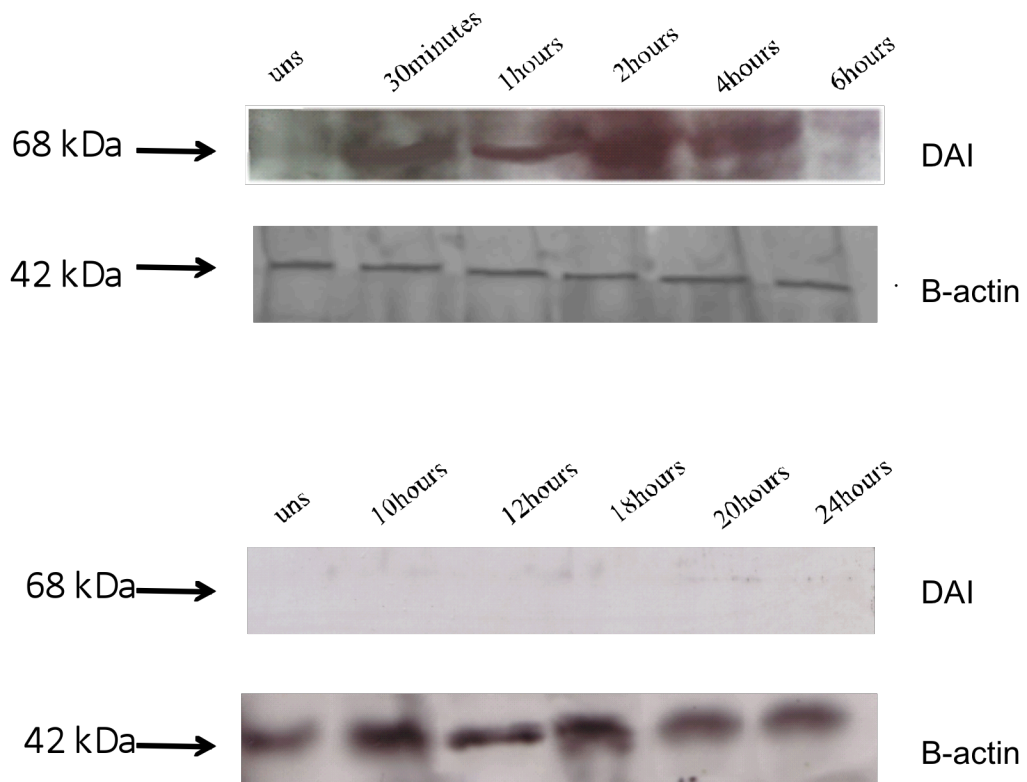 uns 30minutes 1hours 2hours 4hours 6hours
68 kDa DAI
42 kDa B-actin
uns 10hours 12hours 18hours 20hours 24hours
68 kDa DAI
42 kDa B-actin